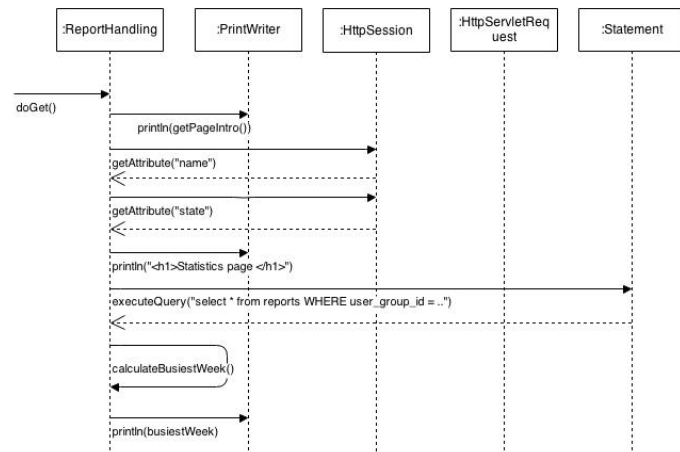 :ReportHandling
:PrintWriter
:HttpSession
:HttpServletReq
uest
:Statement
doGet()
println(getPageIntro())
getAttribute("name")
getAttribute("state")
println("<h1>Statistics page </h1>")
executeQuery("select * from reports WHERE user_group_id = ..")
calculateBusiestWeek()
println(busiestWeek)